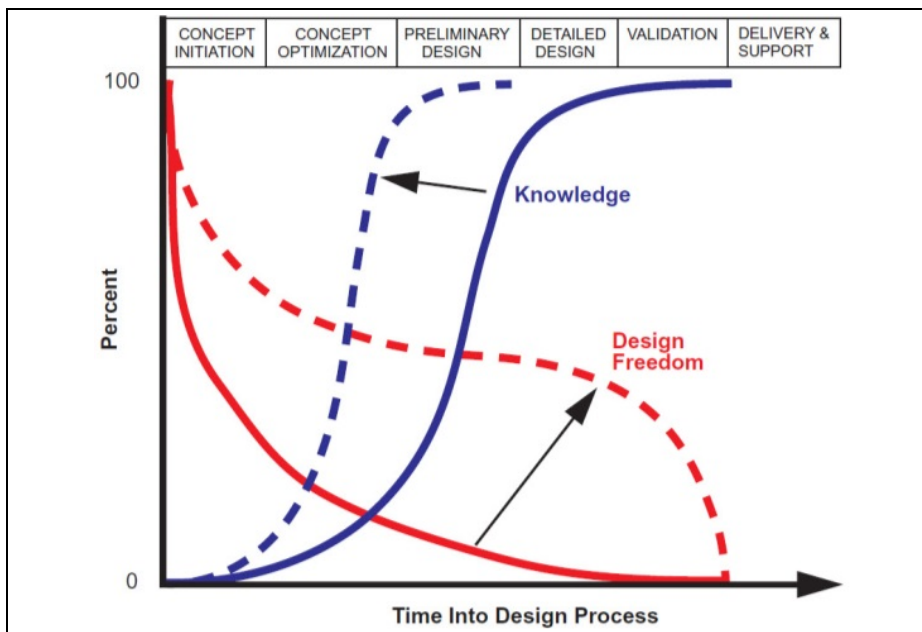 CONCEPT INITIATION
CONCEPT OPTIMIZATION
PRELIMINARY DESIGN
DETAILED DESIGN
VALIDATION
DELIVERY & SUPPORT
100
Knowledge
Percent
Design
Freedom
0
Time Into Design Process